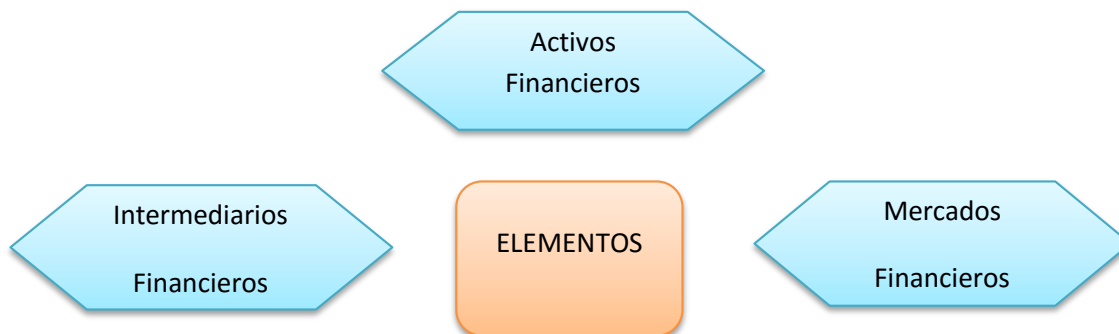 Activos
Financieros
Intermediarios
Financieros
ELEMENTOS
Mercados
Financieros